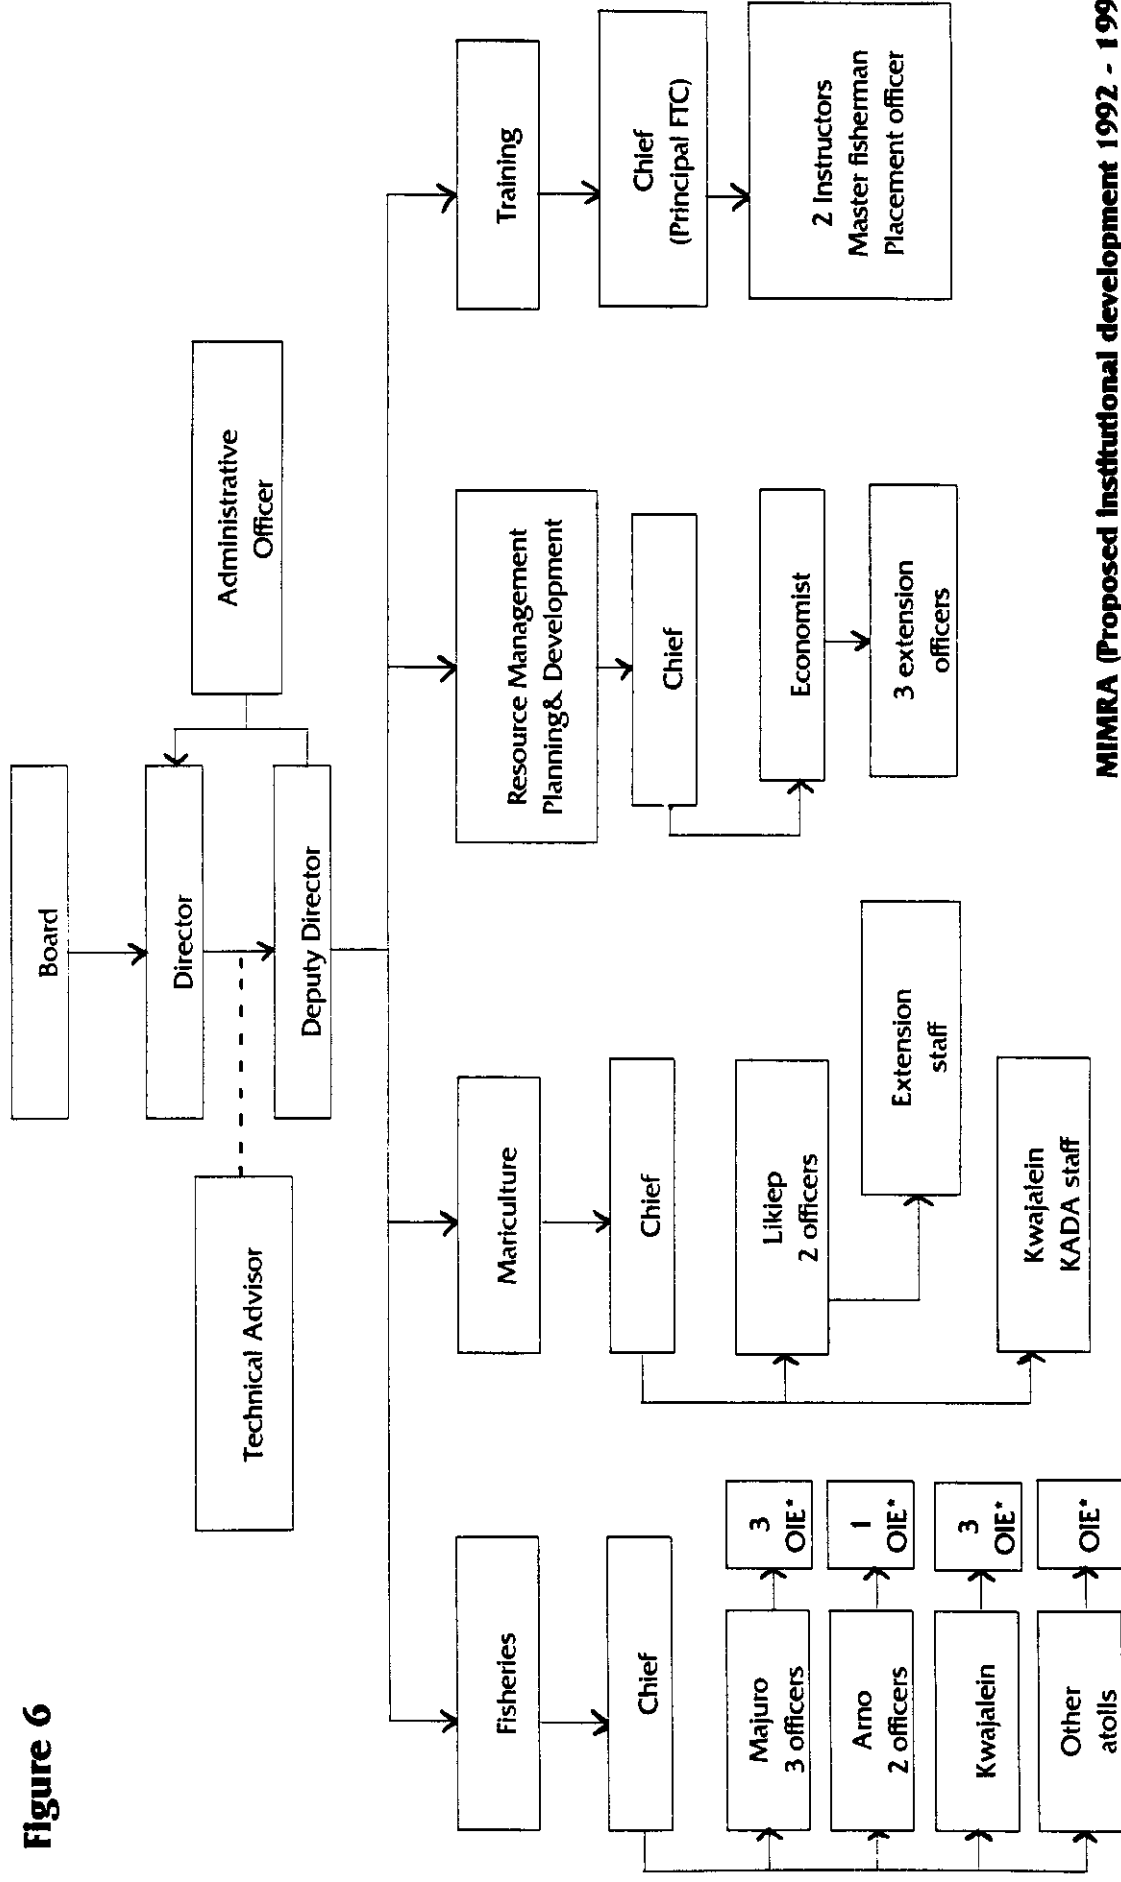 Figure 6
Board
Director
Administrative
Officer
Technical Advisor
Deputy Director
Fisheries
Mariculture
Resource Management
Planning& Development
Training
Chief
Chief
Chief
Chief
(Principal FTC)
Majuro
3 officers
3
OIE*
Arno
2 officers
1
OIE*
Kwajalein
3
OIE*
Other
atolls
OIE*
Likiep
2 officers
Extension
staff
Kwajalein
KADA staff
Economist
3 extension
officers
2 Instructors
Master fisherman
Placement officer
MIMRA (Proposed institutional development 1992 - 199